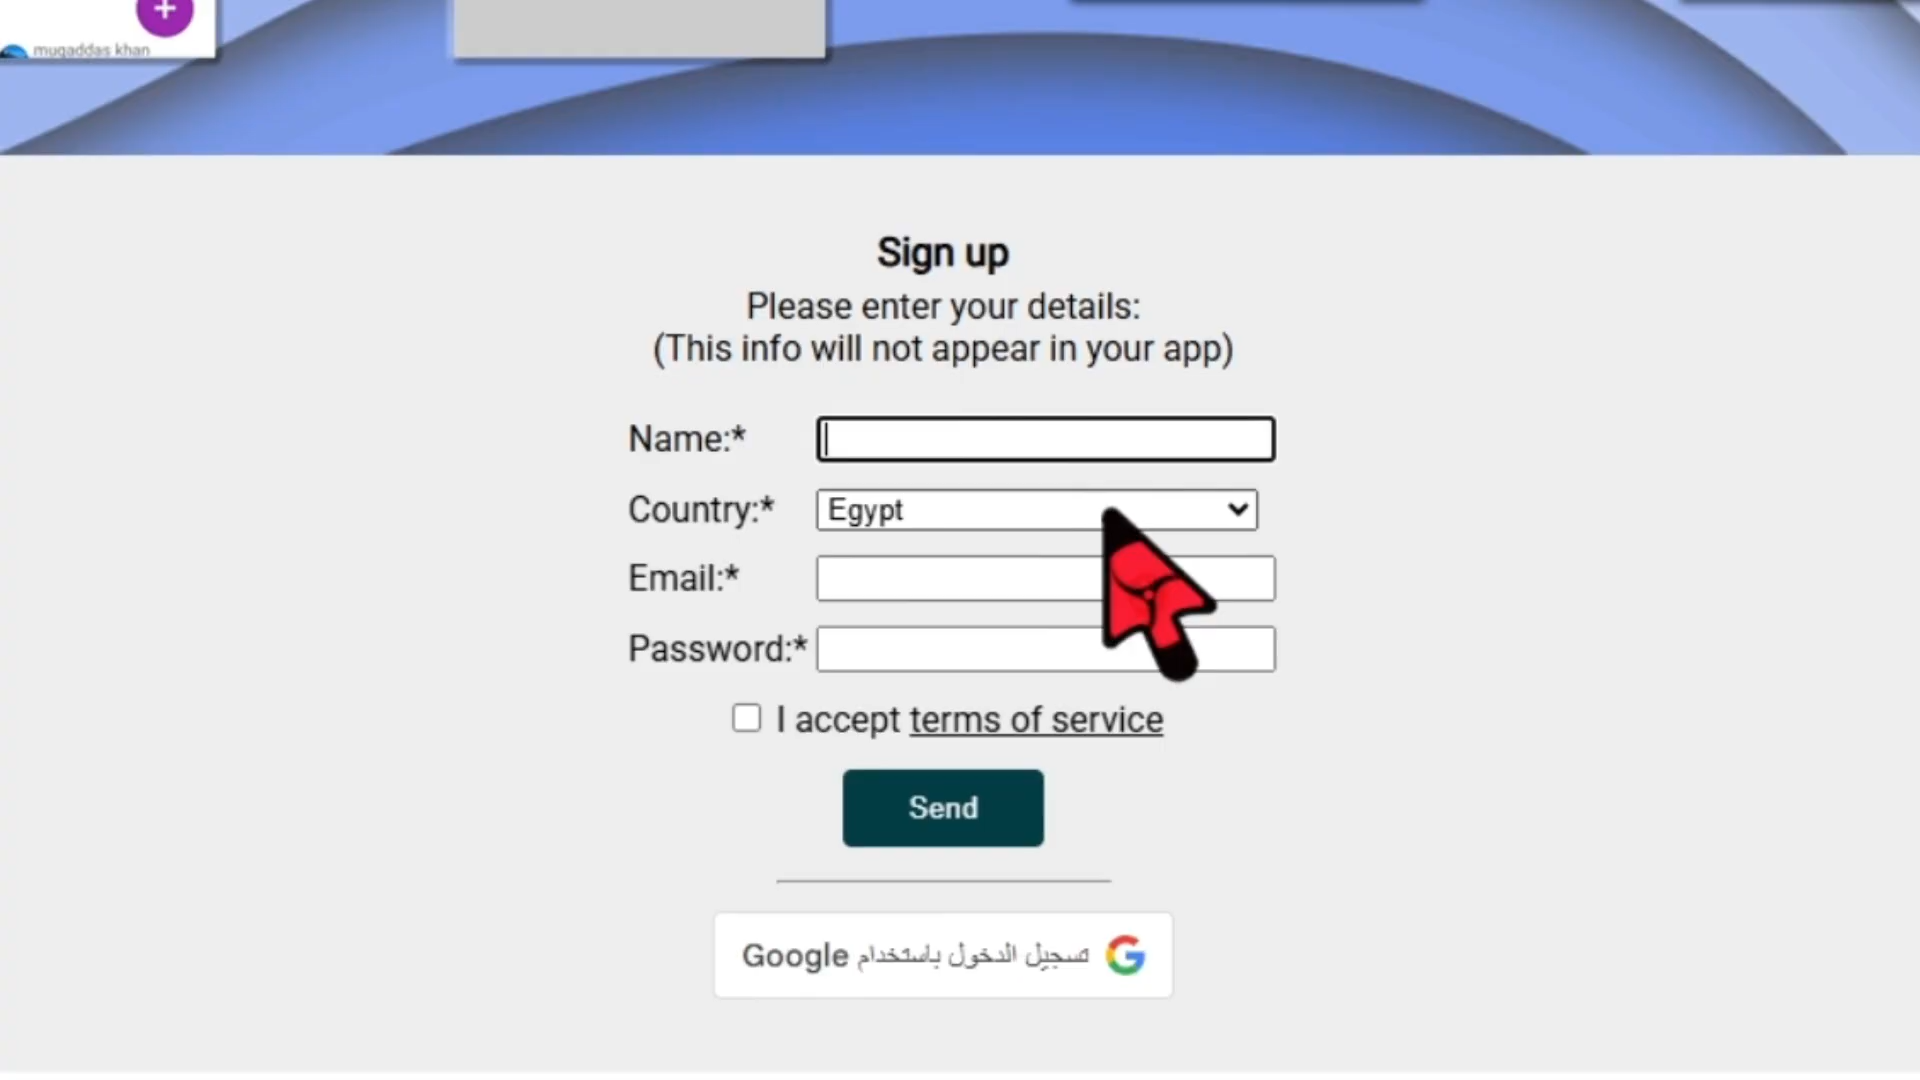 muqaddas khan
Sign up
Please enter your details:
(This info will not appear in your app)
Name:*
Country:* Egypt
Email:*
Password:*
I accept terms of service
Send
تسجيل الدخول باستخدام Google